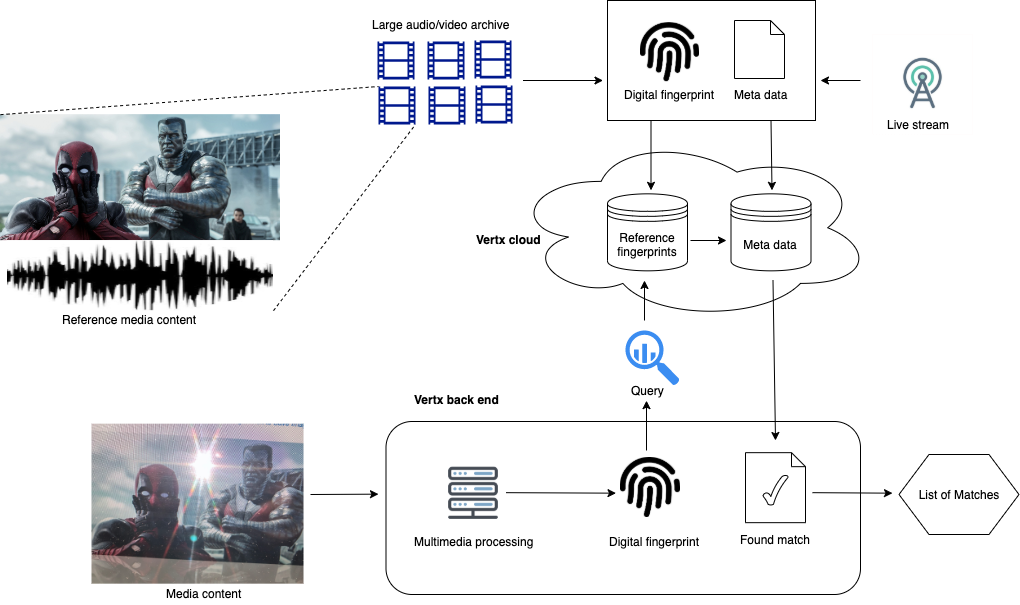 Large audio/video archive
Digital fingerprint
Meta data
Live stream
Vertx cloud
Reference
fingerprints
Meta data
Reference media content
Query
Vertx back end
Multimedia processing
Digital fingerprint
Found match
List of Matches
Media content